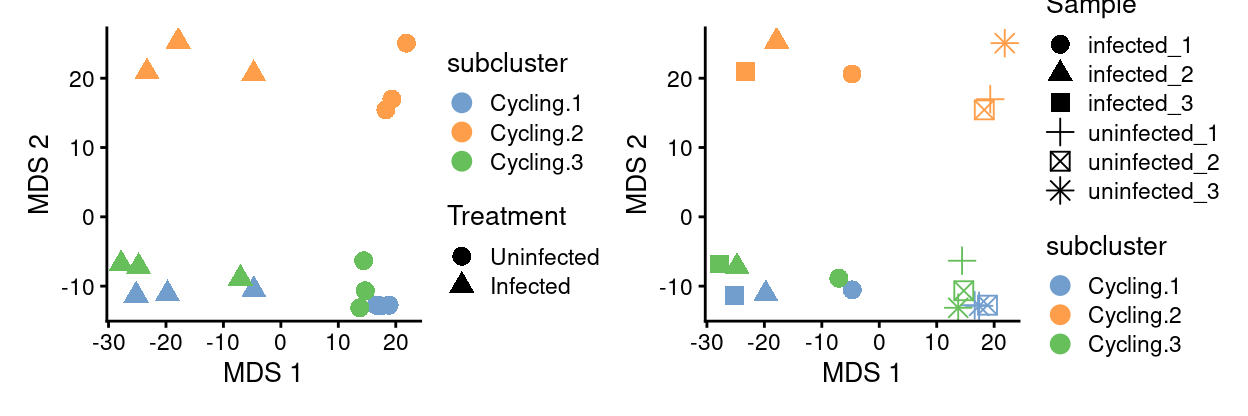 20
10
0
-10
MDS 2
-30
-20
-10
0
10
20
MDS 1
subcluster
Cycling.1
Cycling.2
Cycling.3
Treatment
Uninfected
Infected
20
10
0
-10
MDS 2
-30
-20
-10
0
10
20
MDS 1
Sample
infected_1
infected_2
infected_3
uninfected_1
uninfected_2
uninfected_3
subcluster
Cycling.1
Cycling.2
Cycling.3